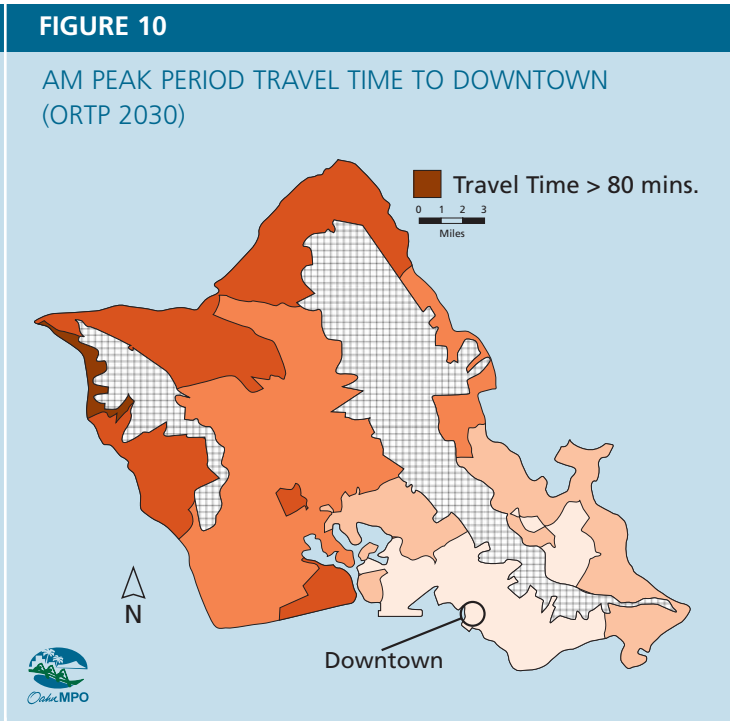 FIGURE 10
AM PEAK PERIOD TRAVEL TIME TO DOWNTOWN
(ORTP 2030)
Travel Time > 80 mins.
0 1 2 3
Miles
N
Downtown
OahuMPO